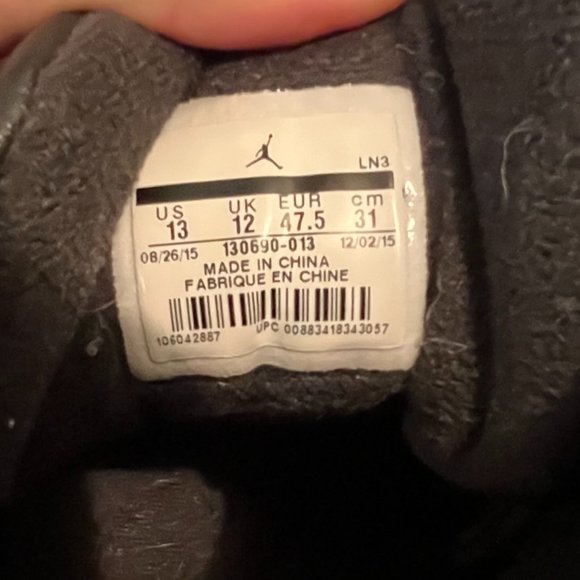 LN3
US UK EUR cm
13 12 47.5 31
08/26/15 130690-013 12/02/15
MADE IN CHINA
FABRIQUE EN CHINE
106042887 UPC 00883418343057